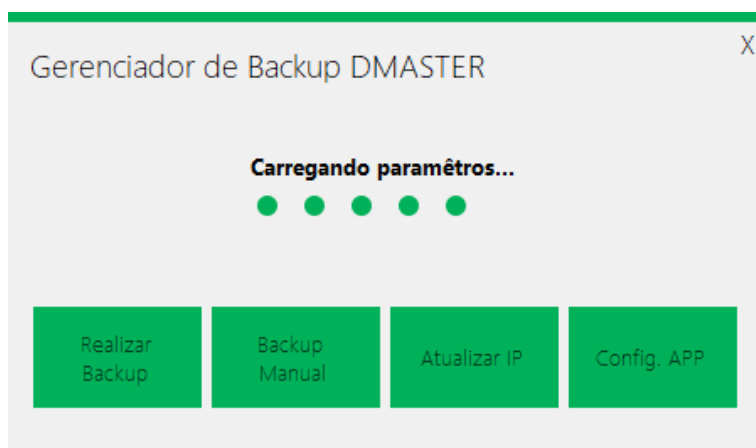 X
Gerenciador de Backup DMASTER
Carregando paramêtros...
Realizar
Backup
Backup
Manual
Atualizar IP
Config. APP